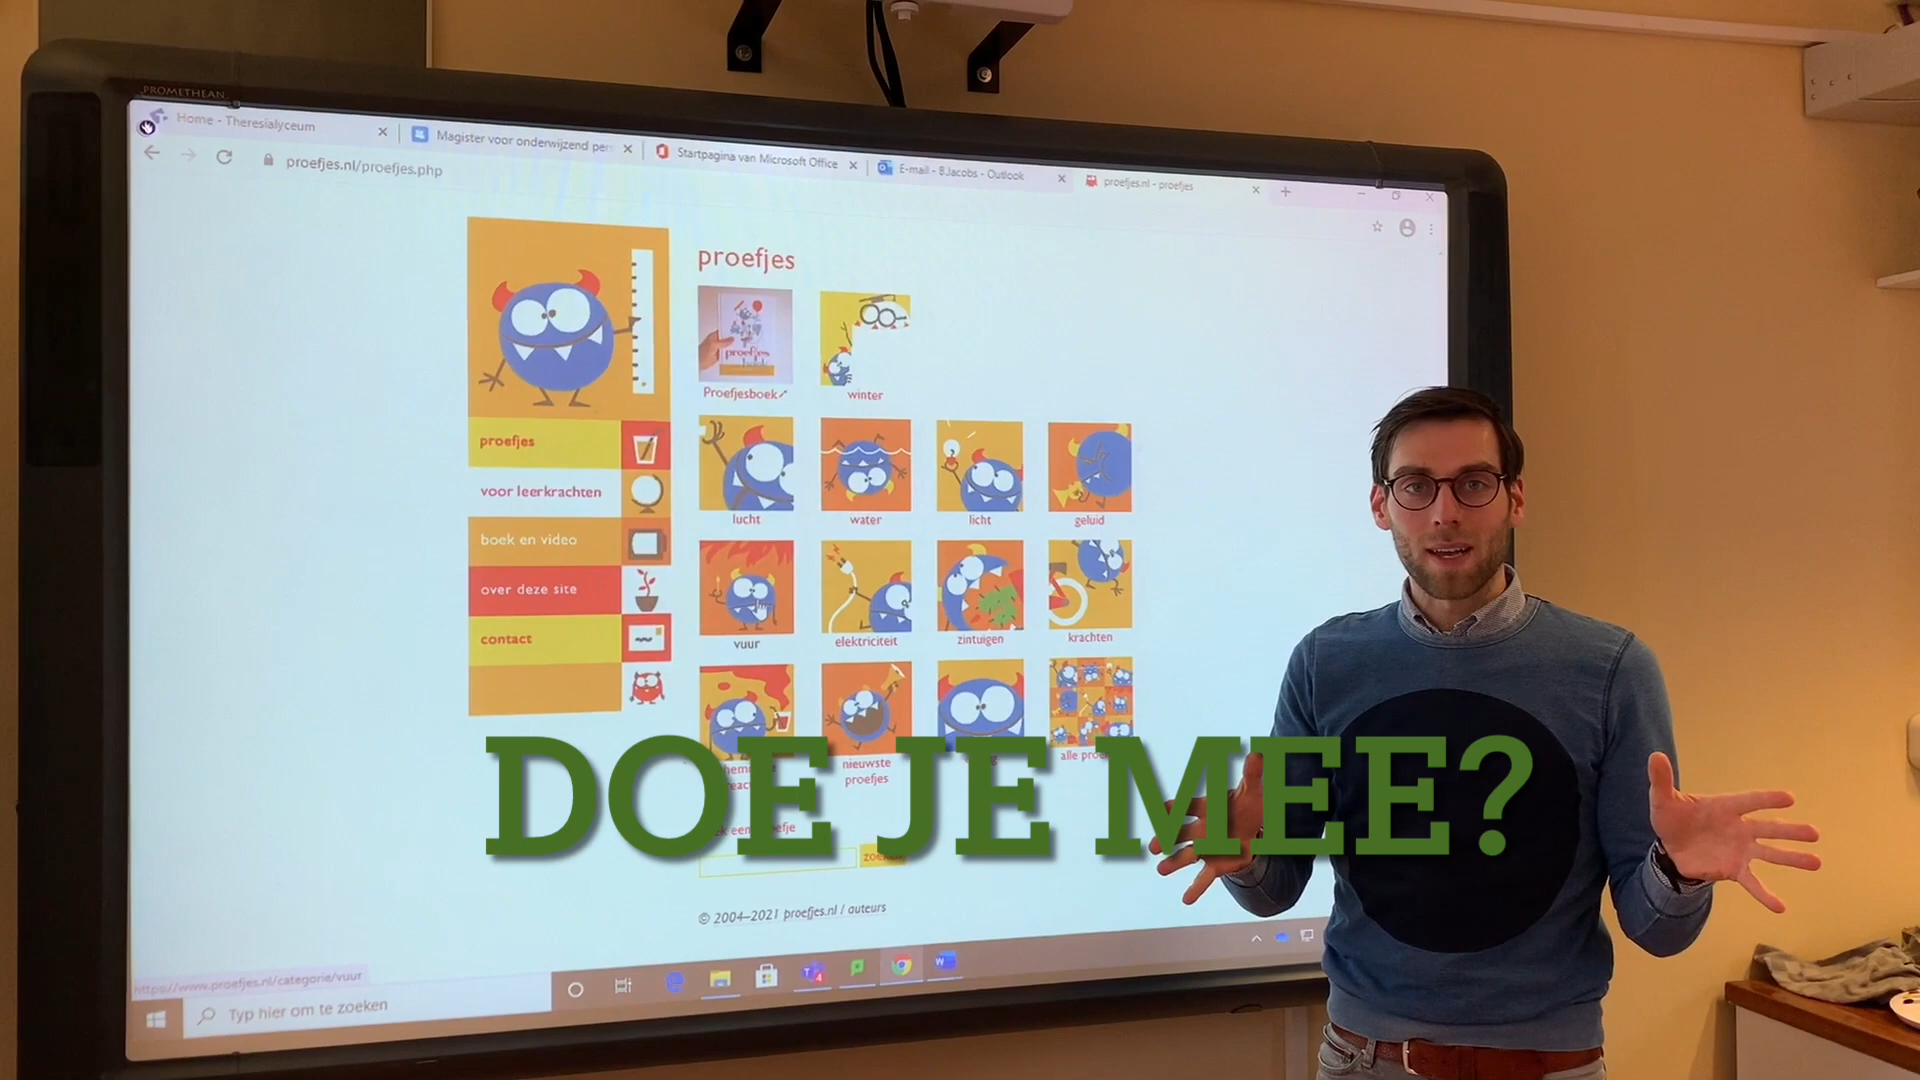 PROMETHEAN
Home - Theresialyceum
Magister voor onderwijzend per
Startpagina van Microsoft Office
E-mail - B.Jacobs - Outlook
proefjes.nl - proefjes
proefjes.nl/proefjes.php
proefjes
proefjes
Proefjesboek
winter
proefjes
voor leerkrachten
boek en video
over deze site
contact
lucht
water
licht
geluid
vuur
elektriciteit
zintuigen
krachten
nieuwste
proefjes
alle
DOE JE MEE?
© 2004–2021 proefjes.nl / auteurs
https://www.proefjes.nl/categorie/vuur
Typ hier om te zoeken